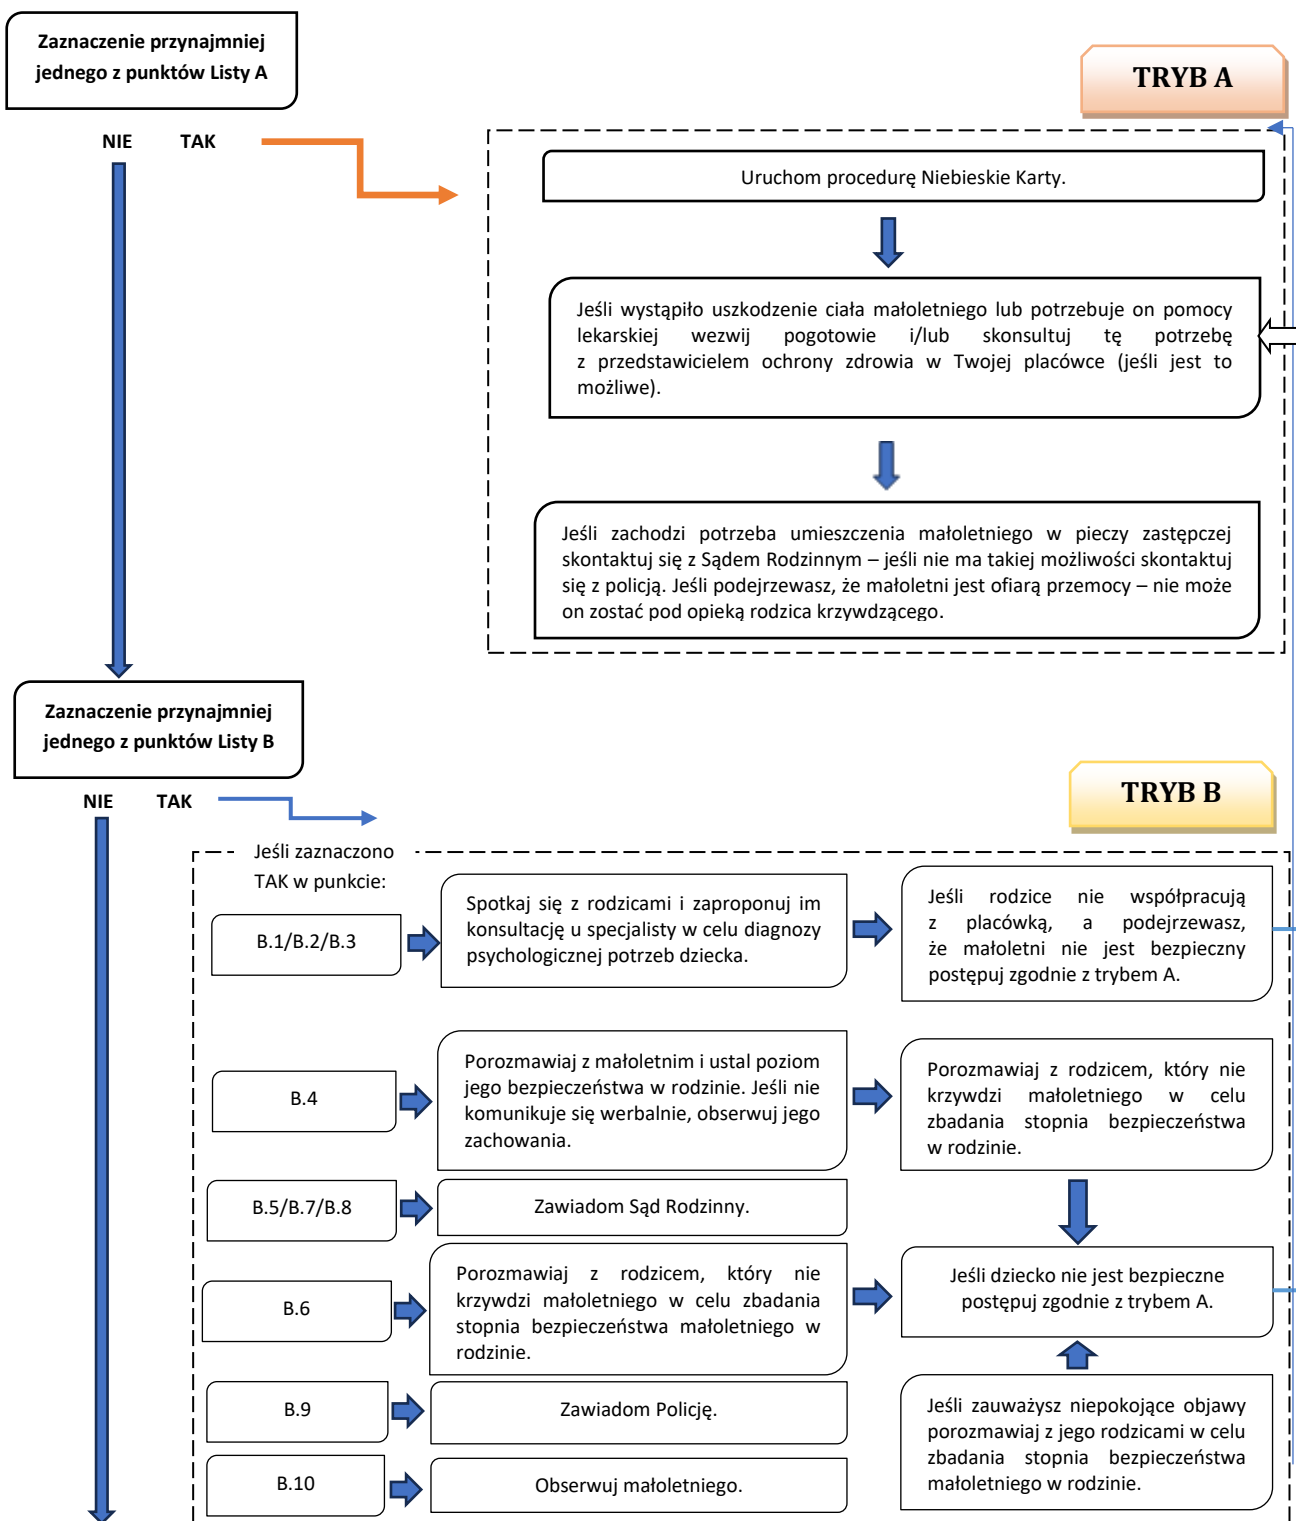 Zaznaczenie przynajmniej
jednego z punktów Listy A
TRYB A
NIE TAK
Uruchom procedurę Niebieskie Karty.
Jeśli wystąpiło uszkodzenie ciała małoletniego lub potrzebuje on pomocy
lekarskiej wezwij pogotowie i/lub skonsultuj tę potrzebę
z przedstawicielem ochrony zdrowia w Twojej placówce (jeśli jest to
możliwe).
Jeśli zachodzi potrzeba umieszczenia małoletniego w pieczy zastępczej
skontaktuj się z Sądem Rodzinnym – jeśli nie ma takiej możliwości skontaktuj
się z policją. Jeśli podejrzewasz, że małoletni jest ofiarą przemocy – nie może
on zostać pod opieką rodzica krzywdzącego.
Zaznaczenie przynajmniej
jednego z punktów Listy B
TRYB B
NIE TAK
Jeśli zaznaczono
TAK w punkcie:
B.1/B.2/B.3
Spotkaj się z rodzicami i zaproponuj im
konsultację u specjalisty w celu diagnozy
psychologicznej potrzeb dziecka.
Jeśli rodzice nie współpracują
z placówką, a podejrzewasz,
że małoletni nie jest bezpieczny
postępuj zgodnie z trybem A.
B.4
Porozmawiaj z małoletnim i ustal poziom
jego bezpieczeństwa w rodzinie. Jeśli nie
komunikuje się werbalnie, obserwuj jego
zachowania.
Porozmawiaj z rodzicem, który nie
krzywdzi małoletniego w celu
zbadania stopnia bezpieczeństwa
w rodzinie.
B.5/B.7/B.8
Zawiadom Sąd Rodzinny.
B.6
Porozmawiaj z rodzicem, który nie
krzywdzi małoletniego w celu zbadania
stopnia bezpieczeństwa małoletniego w
rodzinie.
Jeśli dziecko nie jest bezpieczne
postępuj zgodnie z trybem A.
B.9
Zawiadom Policję.
B.10
Obserwuj małoletniego.
Jeśli zauważysz niepokojące objawy
porozmawiaj z jego rodzicami w celu
zbadania stopnia bezpieczeństwa
małoletniego w rodzinie.